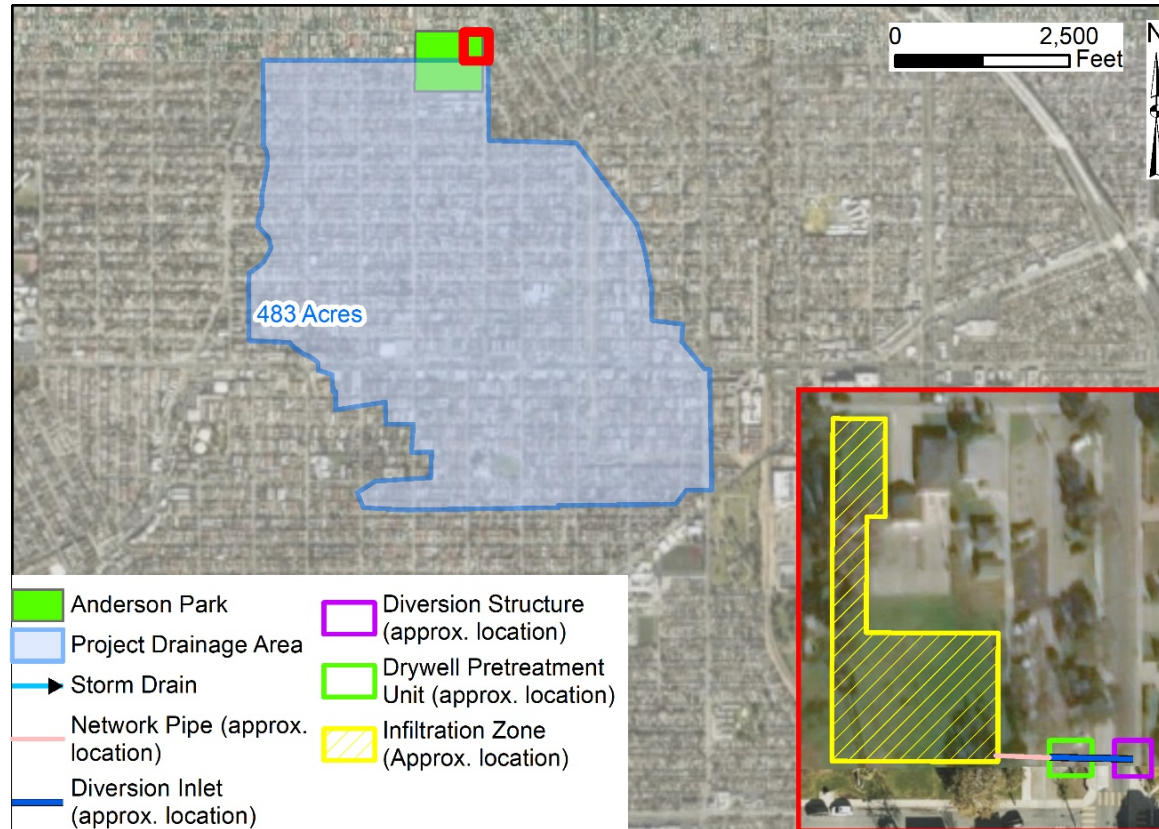 0 2,500
Feet
N
483 Acres
Anderson Park
Project Drainage Area
Storm Drain
Network Pipe (approx.
location)
Diversion Inlet
(approx. location)
Diversion Structure
(approx. location)
Drywell Pretreatment
Unit (approx. location)
Infiltration Zone
(Approx. location)